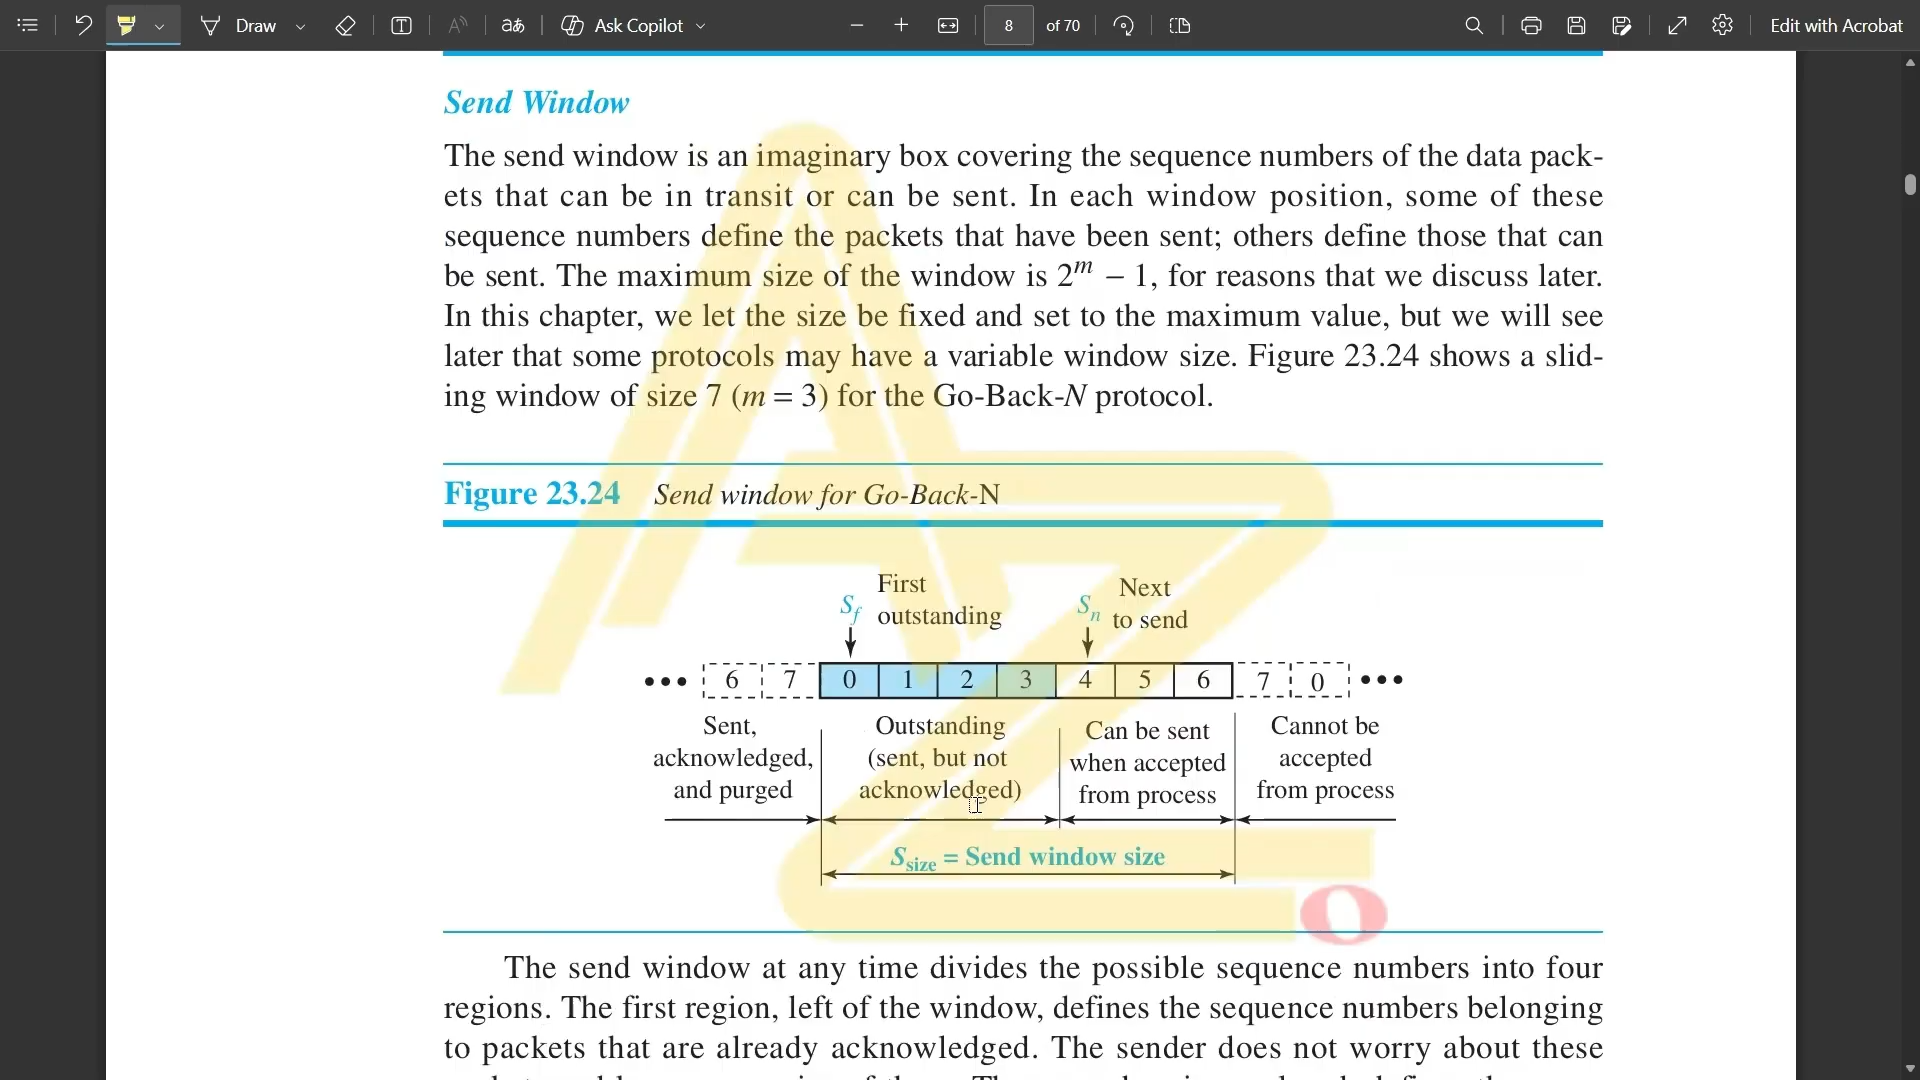 Draw
Ask Copilot
8 of 70
Edit with Acrobat
Send Window
The send window is an imaginary box covering the sequence numbers of the data pack-
ets that can be in transit or can be sent. In each window position, some of these
sequence numbers define the packets that have been sent; others define those that can
be sent. The maximum size of the window is 2^m − 1, for reasons that we discuss later.
In this chapter, we let the size be fixed and set to the maximum value, but we will see
later that some protocols may have a variable window size. Figure 23.24 shows a slid-
ing window of size 7 (m = 3) for the Go-Back-N protocol.
Figure 23.24 Send window for Go-Back-N
Sf First outstanding
Sn Next to send
••• 6 7 0 1 2 3 4 5 6 7 0 •••
Sent,
acknowledged,
and purged
Outstanding
(sent, but not
acknowledged)
Can be sent
when accepted
from process
Cannot be
accepted
from process
Ssize = Send window size
AZ
O
The send window at any time divides the possible sequence numbers into four
regions. The first region, left of the window, defines the sequence numbers belonging
to packets that are already acknowledged. The sender does not worry about these